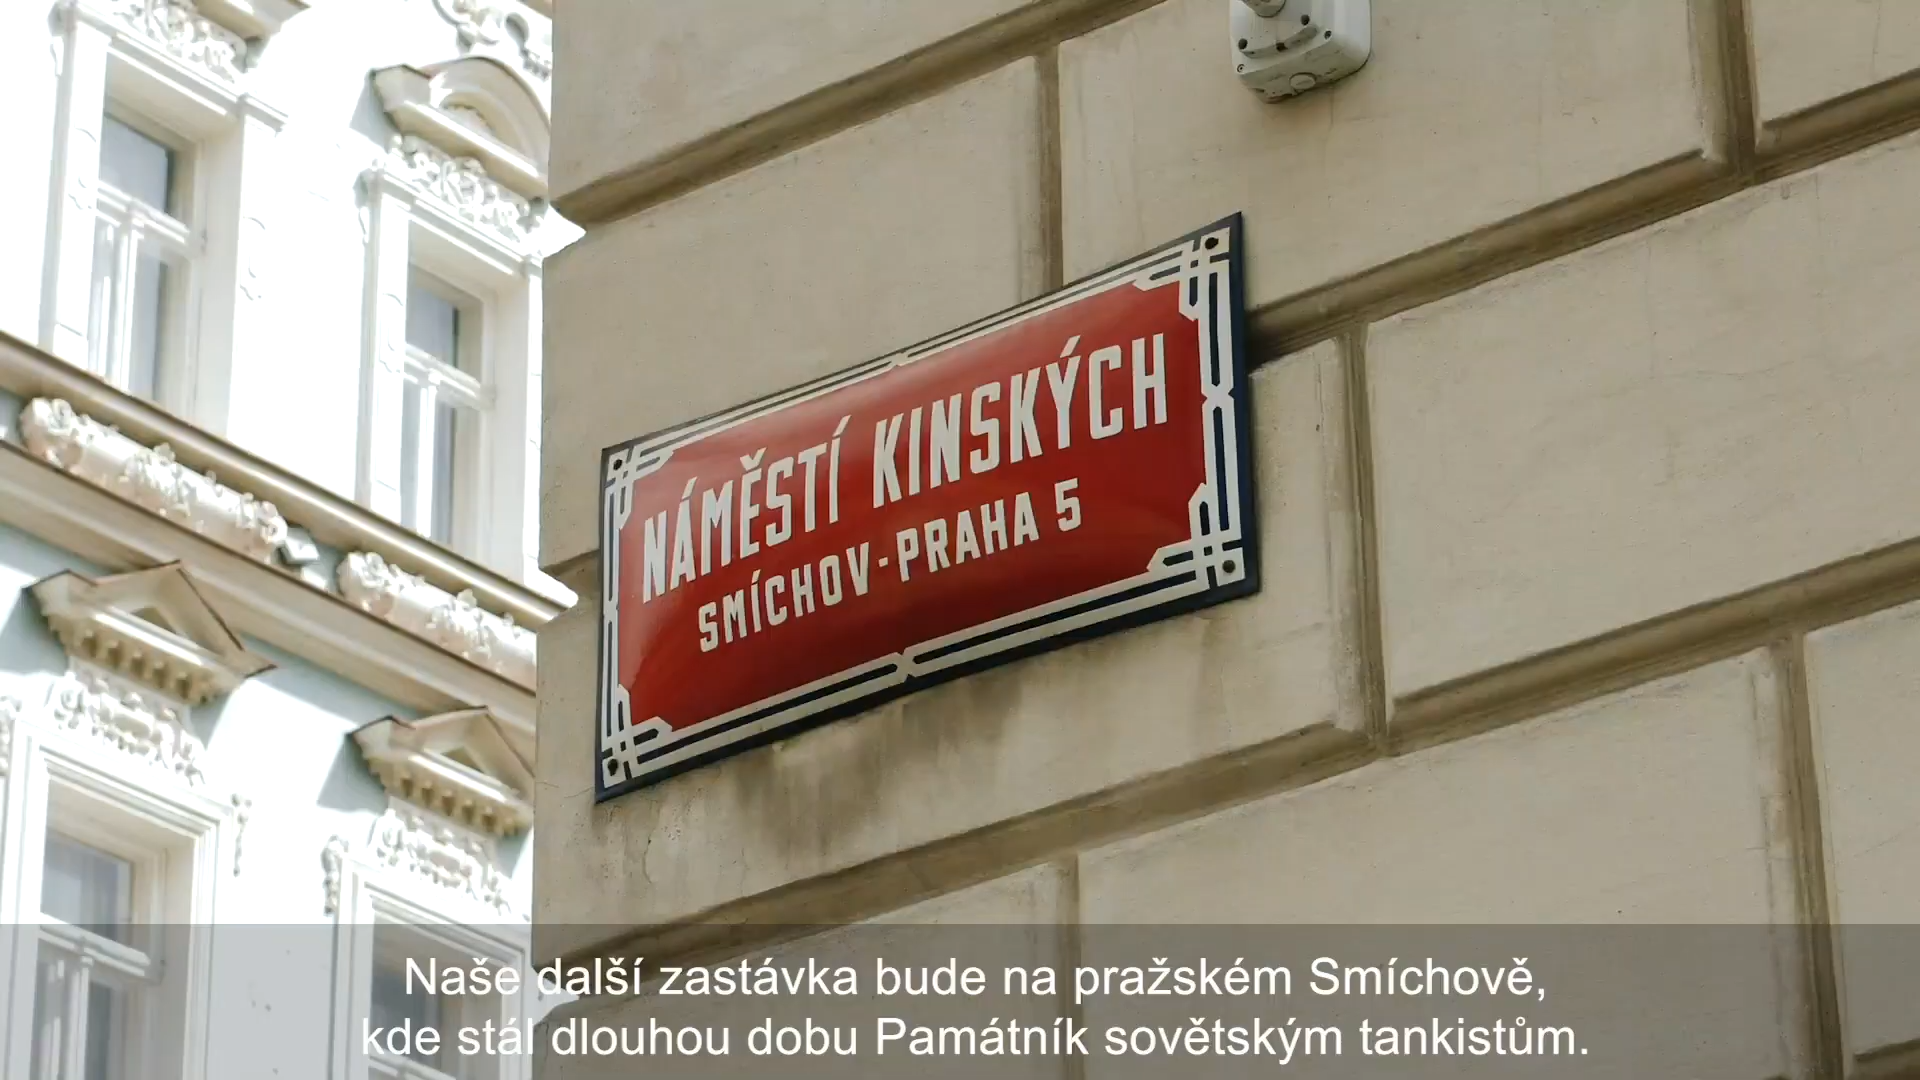 NÁMĚSTÍ KINSKÝCH
SMÍCHOV-PRAHA 5
Naše další zastávka bude na pražském Smíchově,
kde stál dlouhou dobu Památník sovětským tankistům.